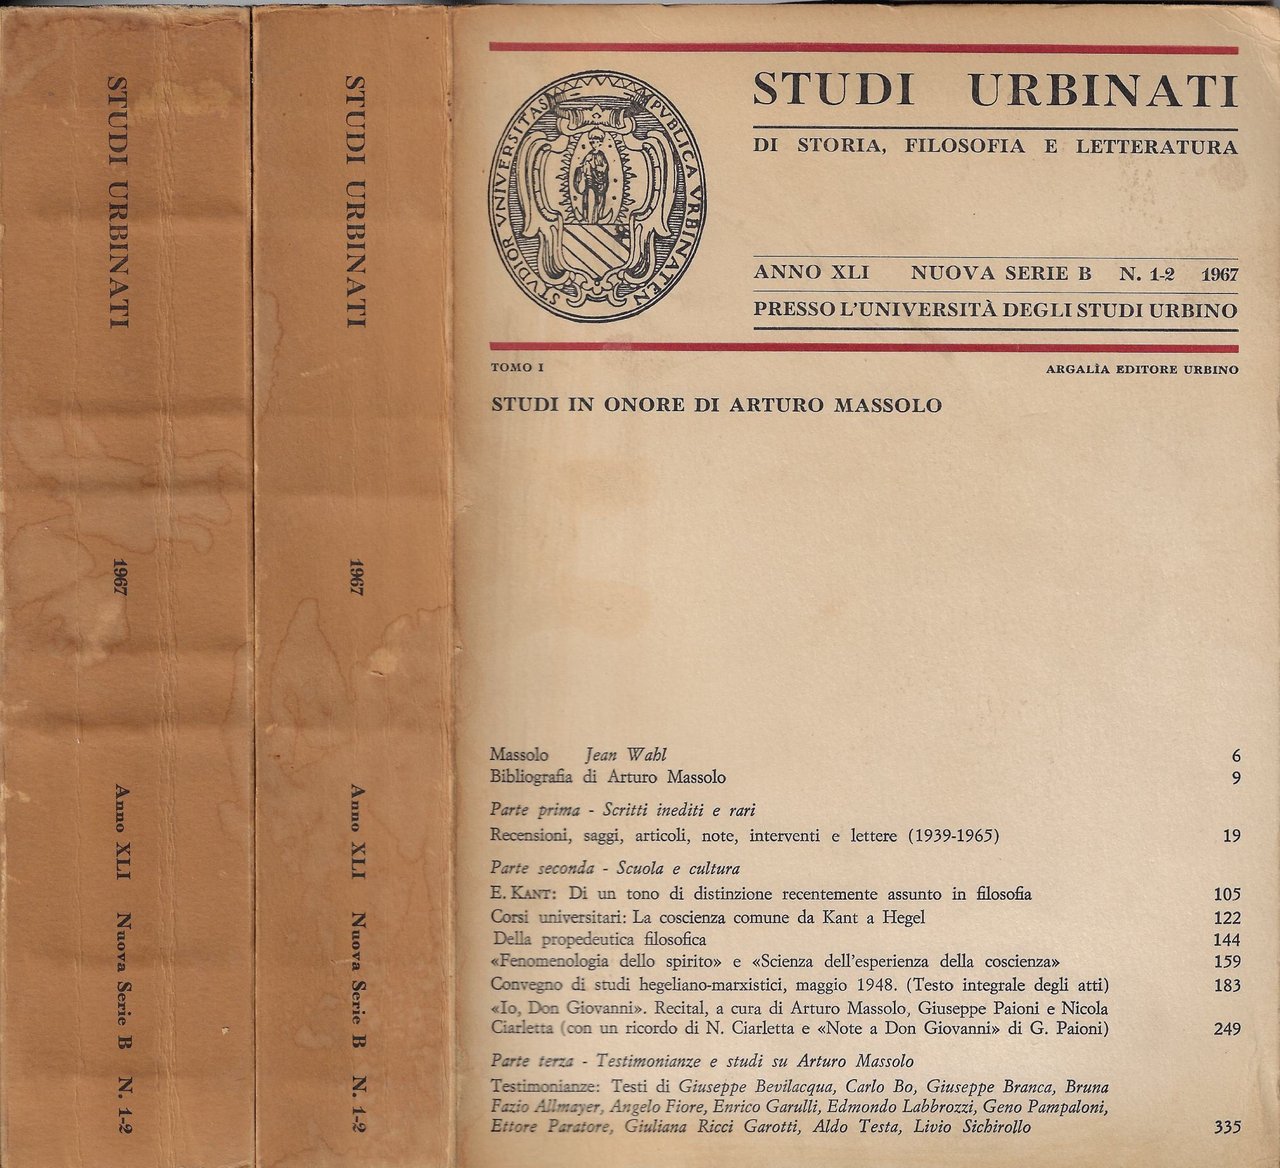 STUDI URBINATI
1967
Anno XLI Nuova Serie B N. 1-2
STUDI URBINATI
1967
Anno XLI Nuova Serie B N. 1-2
STVDIOR VNIVERSITAS PVBLICA VRBINATEN
STUDI URBINATI
DI STORIA, FILOSOFIA E LETTERATURA
ANNO XLI NUOVA SERIE B N. 1-2 1967
PRESSO L'UNIVERSITÀ DEGLI STUDI URBINO
TOMO I ARGALÌA EDITORE URBINO
STUDI IN ONORE DI ARTURO MASSOLO
Massolo Jean Wahl 6
Bibliografia di Arturo Massolo 9
Parte prima - Scritti inediti e rari
Recensioni, saggi, articoli, note, interventi e lettere (1939-1965) 19
Parte seconda - Scuola e cultura
E. KANT: Di un tono di distinzione recentemente assunto in filosofia 105
Corsi universitari: La coscienza comune da Kant a Hegel 122
Della propedeutica filosofica 144
«Fenomenologia dello spirito» e «Scienza dell'esperienza della coscienza» 159
Convegno di studi hegeliano-marxistici, maggio 1948. (Testo integrale degli atti) 183
«Io, Don Giovanni». Recital, a cura di Arturo Massolo, Giuseppe Paioni e Nicola
Ciarletta (con un ricordo di N. Ciarletta e «Note a Don Giovanni» di G. Paioni) 249
Parte terza - Testimonianze e studi su Arturo Massolo
Testimonianze: Testi di Giuseppe Bevilacqua, Carlo Bo, Giuseppe Branca, Bruna
Fazio Allmayer, Angelo Fiore, Enrico Garulli, Edmondo Labbrozzi, Geno Pampaloni,
Ettore Paratore, Giuliana Ricci Garotti, Aldo Testa, Livio Sichirollo 335